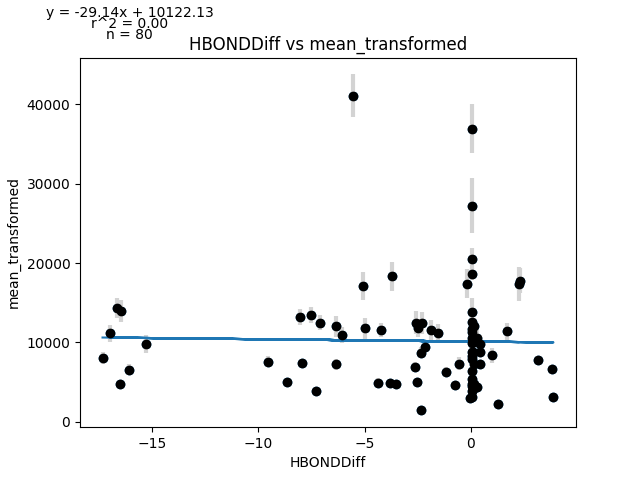 y = -29.14x + 10122.13
r^2 = 0.00
n = 80
HBONDDiff vs mean_transformed
mean_transformed
40000
30000
20000
10000
0
−15
−10
−5
0
HBONDDiff